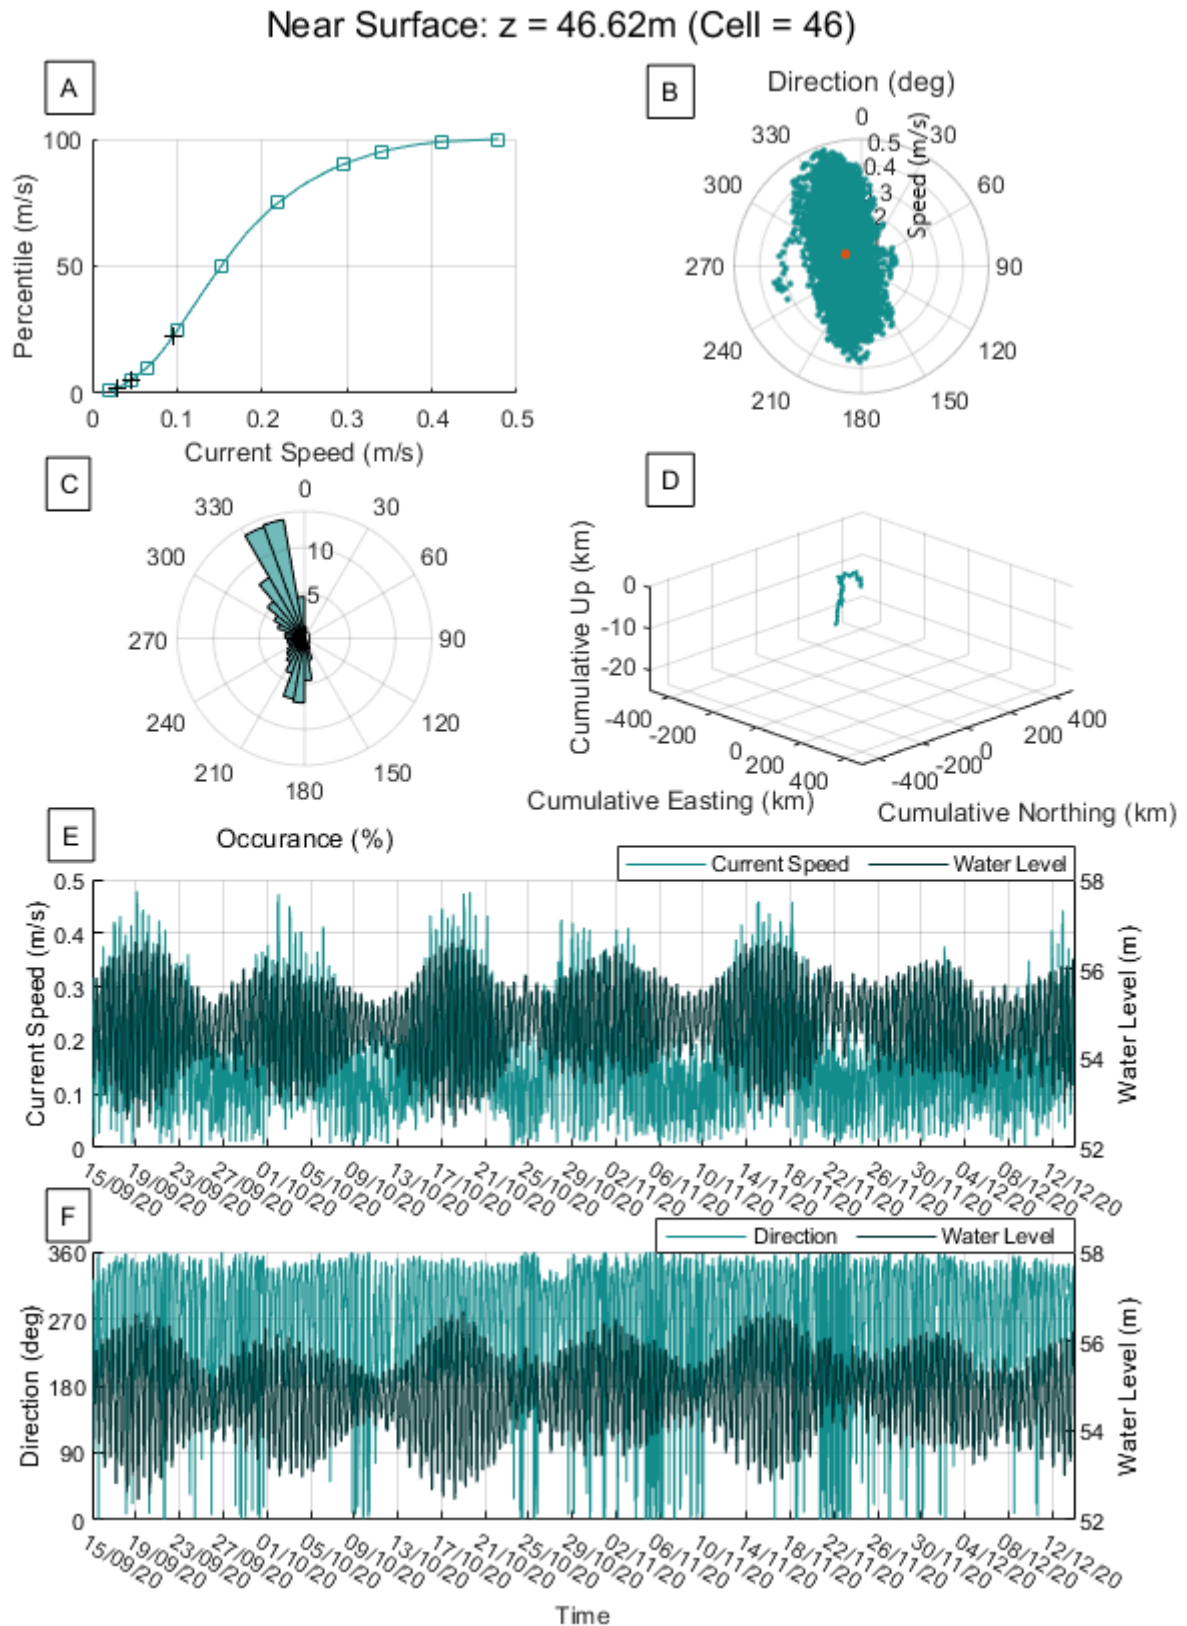 Near Surface: z = 46.62m (Cell = 46)
A
Percentile (m/s)
100
50
0
0 0.1 0.2 0.3 0.4 0.5
Current Speed (m/s)
B
Direction (deg)
0
30
60
90
120
150
180
210
240
270
300
330
0.5
0.4
3
2
Speed (m/s)
C
0
30
60
90
120
150
180
210
240
270
300
330
10
5
Occurance (%)
D
Cumulative Up (km)
0
-10
-20
-400 -200 0 200 400
Cumulative Easting (km)
-400 -200 0 200 400
Cumulative Northing (km)
E
Current Speed Water Level
Current Speed (m/s)
0.5
0.4
0.3
0.2
0.1
0
58
56
54
52
Water Level (m)
15/09/20 19/09/20 23/09/20 27/09/20 01/10/20 05/10/20 09/10/20 13/10/20 17/10/20 21/10/20 25/10/20 29/10/20 02/11/20 06/11/20 10/11/20 14/11/20 18/11/20 22/11/20 26/11/20 30/11/20 04/12/20 08/12/20 12/12/20
F
Direction Water Level
Direction (deg)
360
270
180
90
0
58
56
54
52
Water Level (m)
15/09/20 19/09/20 23/09/20 27/09/20 01/10/20 05/10/20 09/10/20 13/10/20 17/10/20 21/10/20 25/10/20 29/10/20 02/11/20 06/11/20 10/11/20 14/11/20 18/11/20 22/11/20 26/11/20 30/11/20 04/12/20 08/12/20 12/12/20
Time